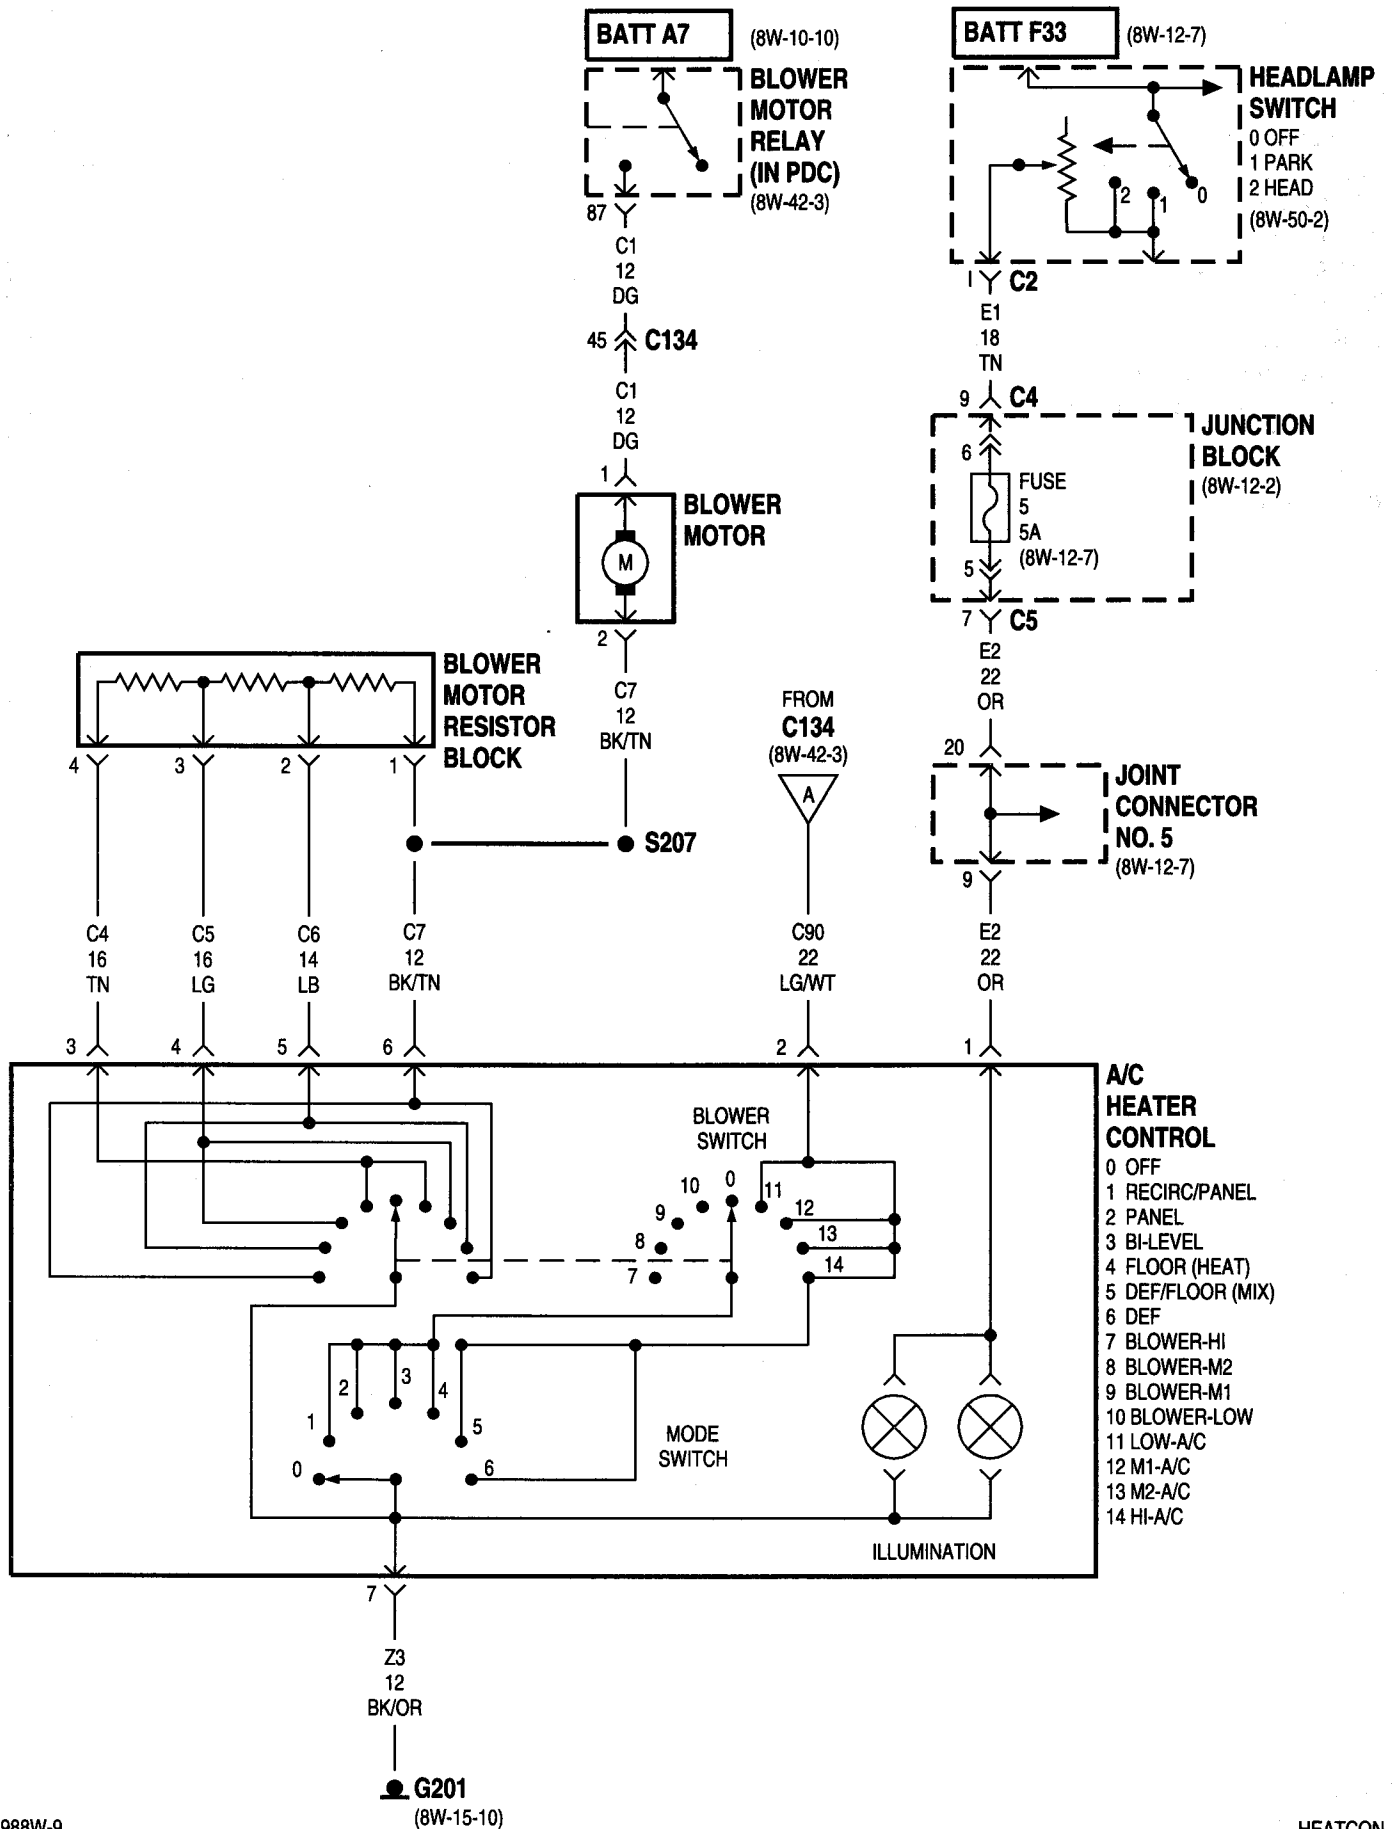 BATT A7
(8W-10-10)
BLOWER
MOTOR
RELAY
(IN PDC)
(8W-42-3)
87
C1
12
DG
45
C134
C1
12
DG
1
BLOWER
MOTOR
M
2
C7
12
BK/TN
S207
BATT F33
(8W-12-7)
HEADLAMP
SWITCH
0 OFF
1 PARK
2 HEAD
(8W-50-2)
2
1
0
C2
E1
18
TN
9
C4
JUNCTION
BLOCK
(8W-12-2)
6
FUSE
5
5A
(8W-12-7)
5
7
C5
E2
22
OR
20
JOINT
CONNECTOR
NO. 5
(8W-12-7)
9
E2
22
OR
1
BLOWER
MOTOR
RESISTOR
BLOCK
4
3
2
1
C4
16
TN
C5
16
LG
C6
14
LB
C7
12
BK/TN
3
4
5
6
FROM
C134
(8W-42-3)
A
C90
22
LG/WT
2
A/C
HEATER
CONTROL
0 OFF
1 RECIRC/PANEL
2 PANEL
3 BI-LEVEL
4 FLOOR (HEAT)
5 DEF/FLOOR (MIX)
6 DEF
7 BLOWER-HI
8 BLOWER-M2
9 BLOWER-M1
10 BLOWER-LOW
11 LOW-A/C
12 M1-A/C
13 M2-A/C
14 HI-A/C
BLOWER
SWITCH
10
0
11
9
12
8
13
7
14
1
2
3
4
5
0
6
MODE
SWITCH
ILLUMINATION
7
Z3
12
BK/OR
G201
(8W-15-10)
988W-9
HEATCON